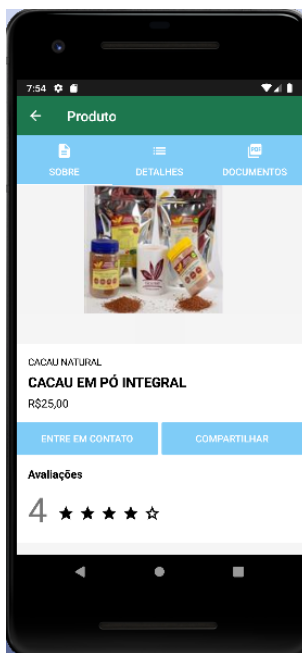 7:54
Produto
SOBRE DETALHES DOCUMENTOS
CACAU NATURAL
CACAU EM PÓ INTEGRAL
R$25,00
ENTRE EM CONTATO COMPARTILHAR
Avaliações
4